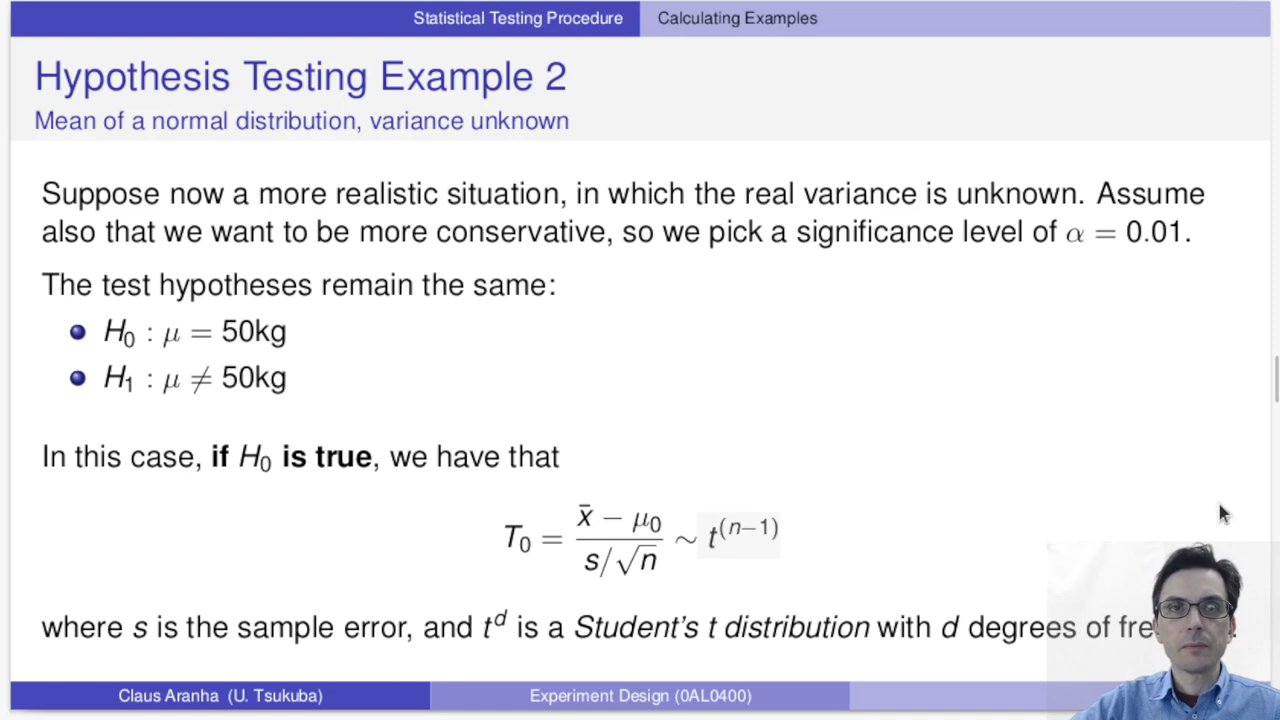 Statistical Testing Procedure Calculating Examples
Hypothesis Testing Example 2
Mean of a normal distribution, variance unknown
Suppose now a more realistic situation, in which the real variance is unknown. Assume
also that we want to be more conservative, so we pick a significance level of α = 0.01.
The test hypotheses remain the same:
H₀ : μ = 50kg
H₁ : μ ≠ 50kg
In this case, if H₀ is true, we have that
T₀ = (x̄ − μ₀) / (s/√n) ∼ t⁽ⁿ⁻¹⁾
where s is the sample error, and tᵈ is a Student's t distribution with d degrees of
Claus Aranha (U. Tsukuba) Experiment Design (0AL0400)